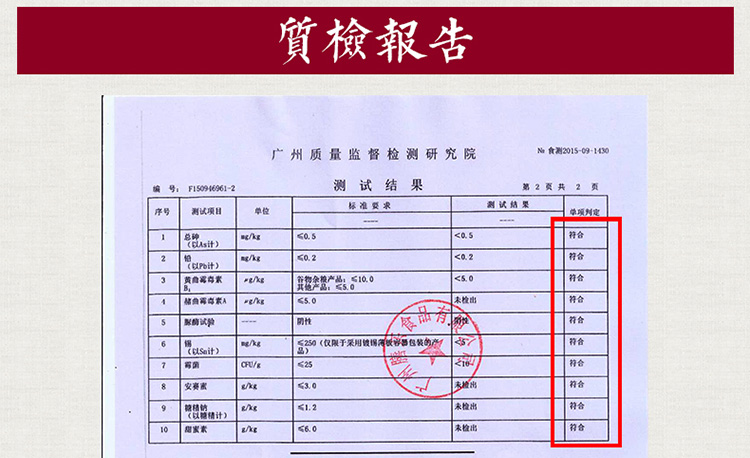 質檢報告
广州质量监督检测研究院
№ 食测2015-09-1430
编 号： F150946961-2
测 试 结 果
第 2 页 共 2 页
序号 测试项目 单位 标准要求 测试结果 单项判定
---- ----
1 总砷（以As计） mg/kg ≤0.5 <0.5 符合
2 铅（以Pb计） mg/kg ≤0.2 <0.2 符合
3 黄曲霉毒素B₁ μg/kg 谷物杂粮产品：≤10.0 其他产品：≤5.0 <5.0 符合
4 赭曲霉毒素A μg/kg ≤5.0 未检出 符合
5 脲酶试验 ---- 阴性 阴性 符合
6 锡（以Sn计） mg/kg ≤250（仅限于采用镀锡薄板容器包装的产品） <5 符合
7 霉菌 CFU/g ≤25 <10 符合
8 安赛蜜 g/kg ≤3.0 未检出 符合
9 糖精钠（以糖精计） g/kg ≤1.2 未检出 符合
10 甜蜜素 g/kg ≤6.0 未检出 符合
食品有限公司